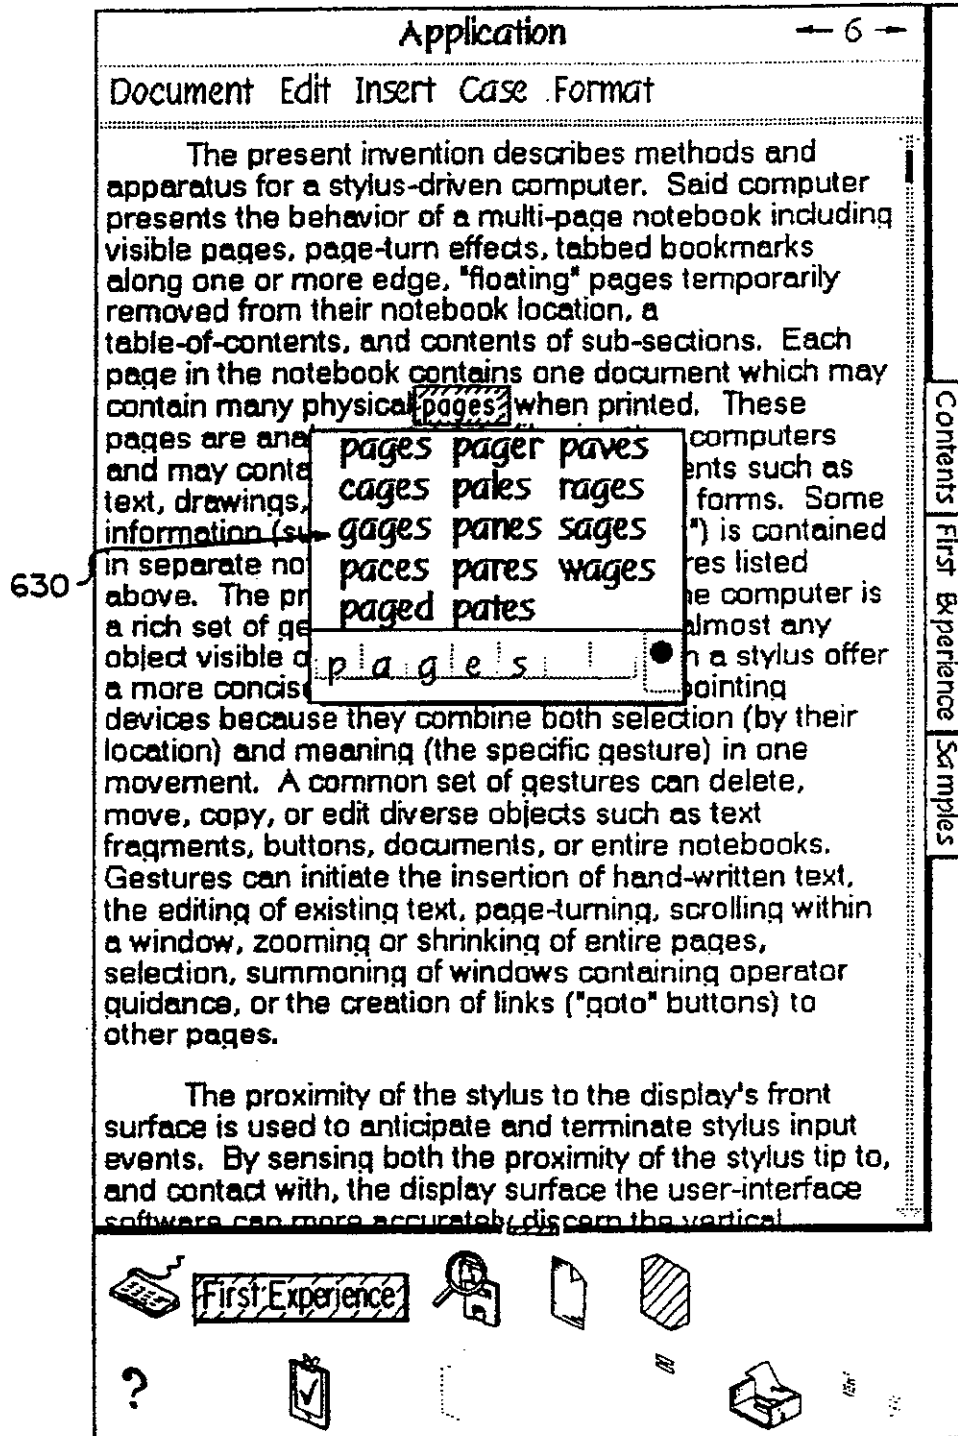 Application ← 6 →
Document Edit Insert Case Format
The present invention describes methods and
apparatus for a stylus-driven computer. Said computer
presents the behavior of a multi-page notebook including
visible pages, page-turn effects, tabbed bookmarks
along one or more edge, "floating" pages temporarily
removed from their notebook location, a
table-of-contents, and contents of sub-sections. Each
page in the notebook contains one document which may
contain many physical pages when printed. These
pages are ana computers
and may conta ents such as
text, drawings, forms. Some
information (su ") is contained
in separate no res listed
above. The pr e computer is
a rich set of ge almost any
object visible o n a stylus offer
a more concis pointing
pages pager paves
cages pales rages
gages panes sages
paces pares wages
paged pates
p a g e s
630
devices because they combine both selection (by their
location) and meaning (the specific gesture) in one
movement. A common set of gestures can delete,
move, copy, or edit diverse objects such as text
fragments, buttons, documents, or entire notebooks.
Gestures can initiate the insertion of hand-written text,
the editing of existing text, page-turning, scrolling within
a window, zooming or shrinking of entire pages,
selection, summoning of windows containing operator
guidance, or the creation of links ("goto" buttons) to
other pages.
The proximity of the stylus to the display's front
surface is used to anticipate and terminate stylus input
events. By sensing both the proximity of the stylus tip to,
and contact with, the display surface the user-interface
software can more accurately discern the vertical
Contents
First Experience
Samples
First Experience
?